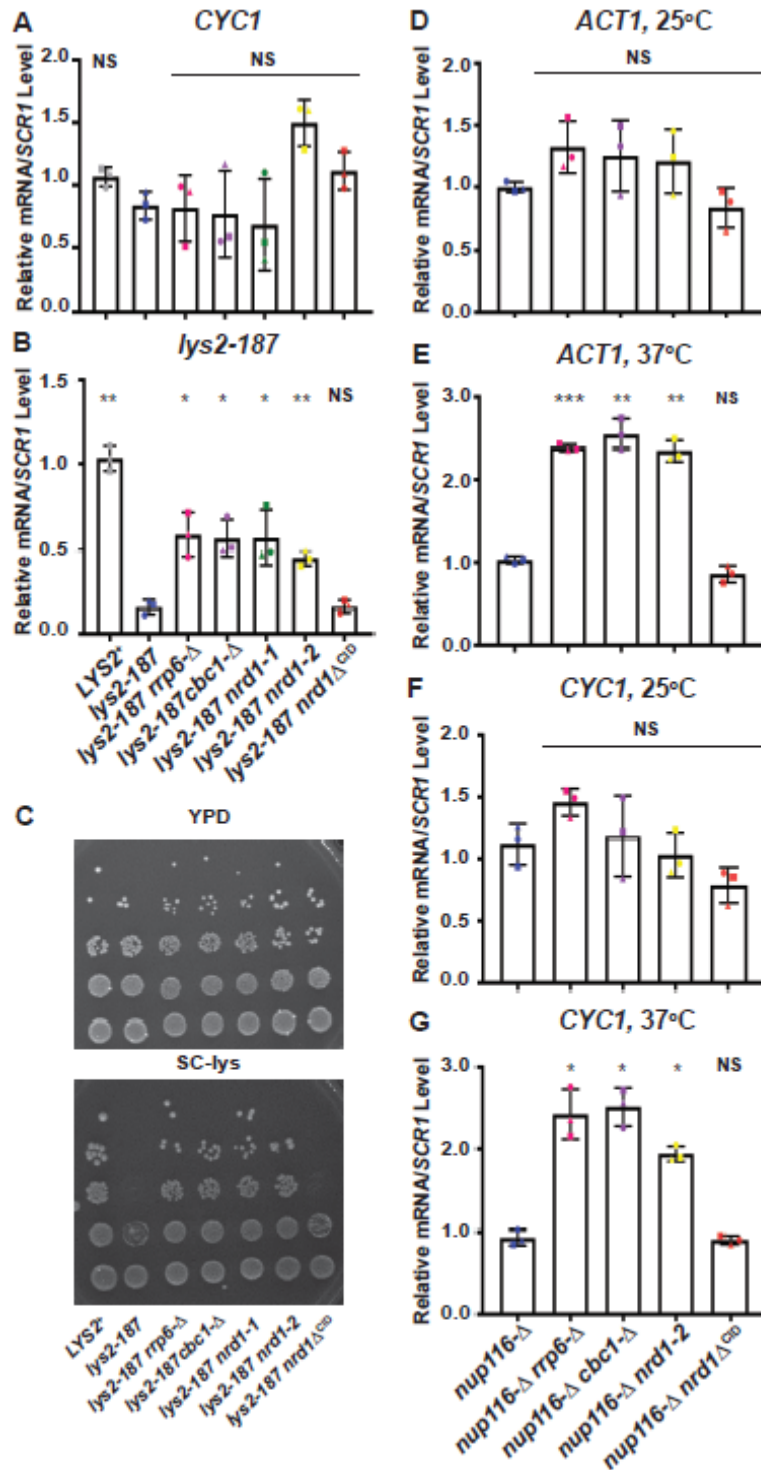 A
CYC1
NS
NS
Relative mRNA/SCR1 Level
2.0
1.5
1.0
0.5
0.0
B
lys2-187
** * * * ** NS
Relative mRNA/SCR1 Level
1.5
1.0
0.5
0.0
LYS2+
lys2-187
lys2-187 rrp6-Δ
lys2-187cbc1-Δ
lys2-187 nrd1-1
lys2-187 nrd1-2
lys2-187 nrd1ΔCID
C
YPD
SC-lys
LYS2+
lys2-187
lys2-187 rrp6-Δ
lys2-187cbc1-Δ
lys2-187 nrd1-1
lys2-187 nrd1-2
lys2-187 nrd1ΔCID
D
ACT1, 25°C
NS
Relative mRNA/SCR1 Level
2.0
1.5
1.0
0.5
0.0
E
ACT1, 37°C
*** ** ** NS
Relative mRNA/SCR1 Level
3.0
2.0
1.0
0.0
F
CYC1, 25°C
NS
Relative mRNA/SCR1 Level
2.0
1.5
1.0
0.5
0.0
G
CYC1, 37°C
* * * NS
Relative mRNA/SCR1 Level
3.0
2.0
1.0
0.0
nup116-Δ
nup116-Δ rrp6-Δ
nup116-Δ cbc1-Δ
nup116-Δ nrd1-2
nup116-Δ nrd1ΔCID